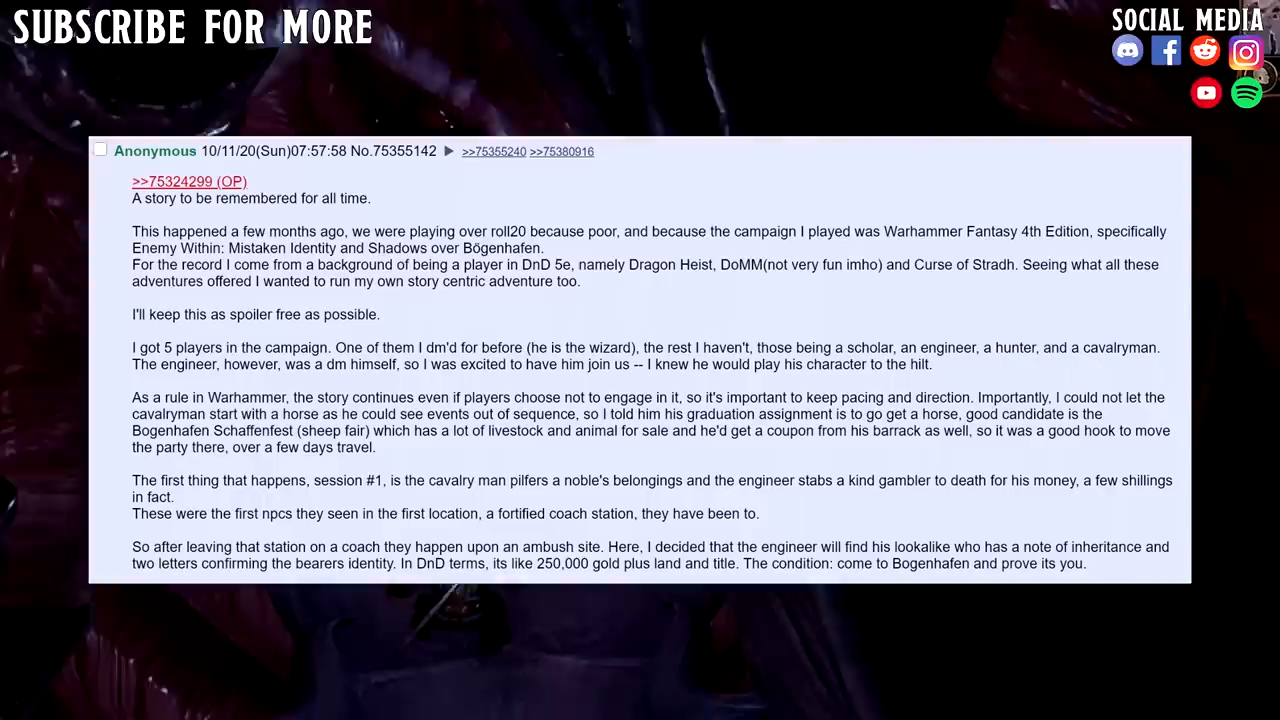 SUBSCRIBE FOR MORE
SOCIAL MEDIA
Anonymous 10/11/20(Sun)07:57:58 No.75355142 ▶ >>75355240 >>75380916
>>75324299 (OP)
A story to be remembered for all time.
This happened a few months ago, we were playing over roll20 because poor, and because the campaign I played was Warhammer Fantasy 4th Edition, specifically
Enemy Within: Mistaken Identity and Shadows over Bögenhafen.
For the record I come from a background of being a player in DnD 5e, namely Dragon Heist, DoMM(not very fun imho) and Curse of Stradh. Seeing what all these
adventures offered I wanted to run my own story centric adventure too.
I'll keep this as spoiler free as possible.
I got 5 players in the campaign. One of them I dm'd for before (he is the wizard), the rest I haven't, those being a scholar, an engineer, a hunter, and a cavalryman.
The engineer, however, was a dm himself, so I was excited to have him join us -- I knew he would play his character to the hilt.
As a rule in Warhammer, the story continues even if players choose not to engage in it, so it's important to keep pacing and direction. Importantly, I could not let the
cavalryman start with a horse as he could see events out of sequence, so I told him his graduation assignment is to go get a horse, good candidate is the
Bogenhafen Schaffenfest (sheep fair) which has a lot of livestock and animal for sale and he'd get a coupon from his barrack as well, so it was a good hook to move
the party there, over a few days travel.
The first thing that happens, session #1, is the cavalry man pilfers a noble's belongings and the engineer stabs a kind gambler to death for his money, a few shillings
in fact.
These were the first npcs they seen in the first location, a fortified coach station, they have been to.
So after leaving that station on a coach they happen upon an ambush site. Here, I decided that the engineer will find his lookalike who has a note of inheritance and
two letters confirming the bearers identity. In DnD terms, its like 250,000 gold plus land and title. The condition: come to Bogenhafen and prove its you.